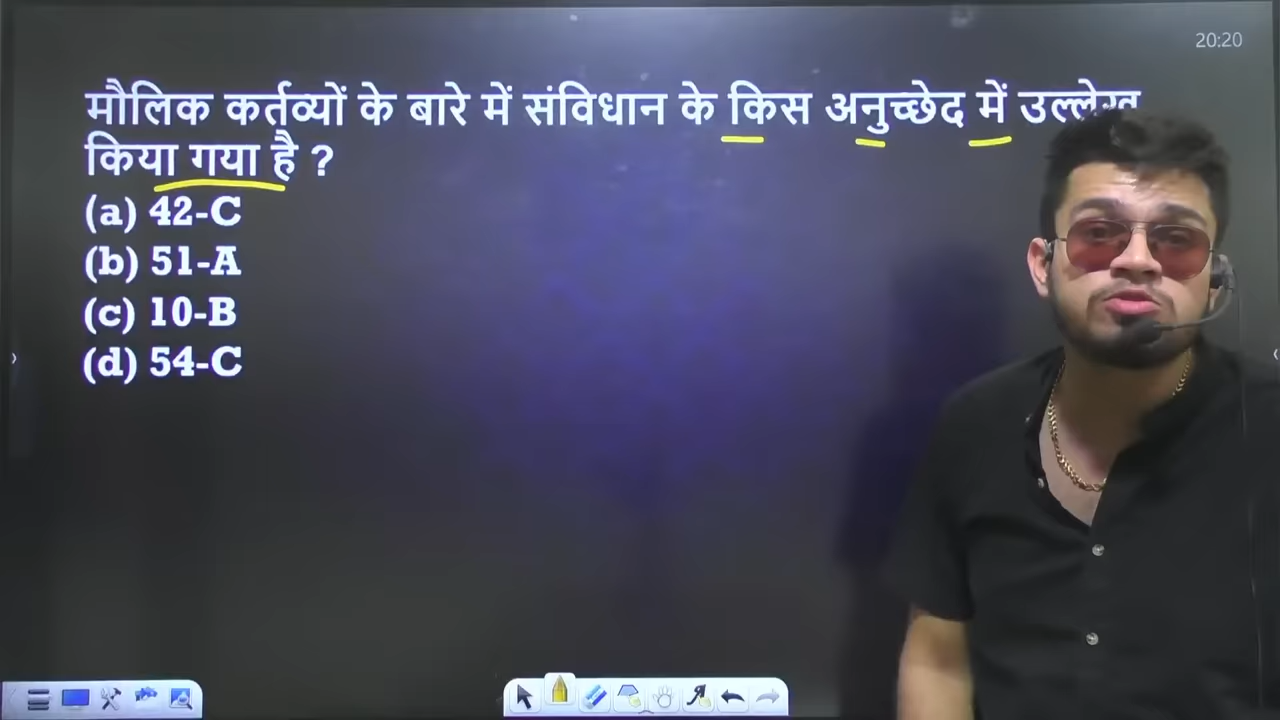 20:20
मौलिक कर्तव्यों के बारे में संविधान के किस अनुच्छेद में उल्लेख
किया गया है ?
(a) 42-C
(b) 51-A
(c) 10-B
(d) 54-C